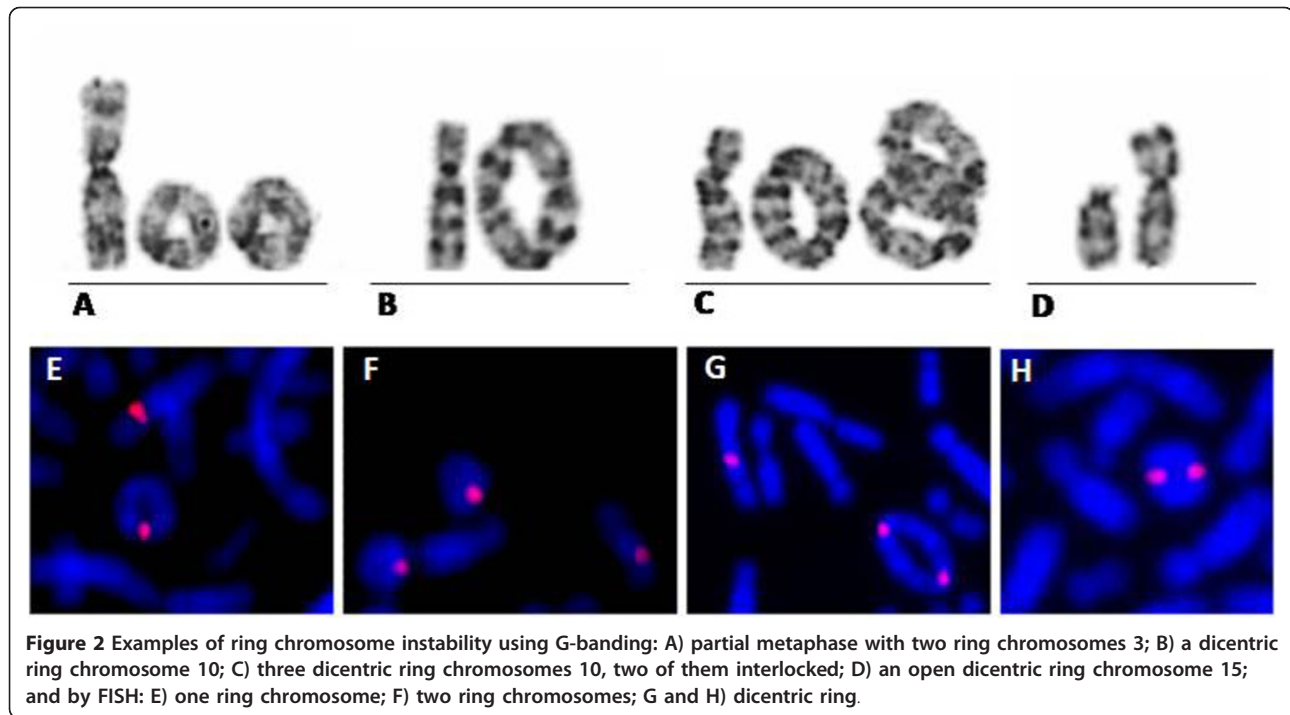 A
B
C
D
E
F
G
H
Figure 2 Examples of ring chromosome instability using G-banding: A) partial metaphase with two ring chromosomes 3; B) a dicentric
ring chromosome 10; C) three dicentric ring chromosomes 10, two of them interlocked; D) an open dicentric ring chromosome 15;
and by FISH: E) one ring chromosome; F) two ring chromosomes; G and H) dicentric ring.